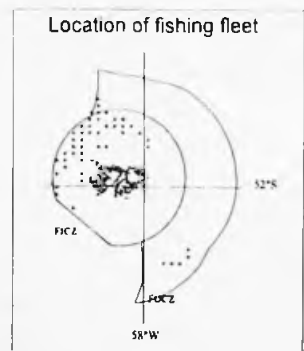 Location of fishing fleet
52°S
FICZ
FOCZ
58°W